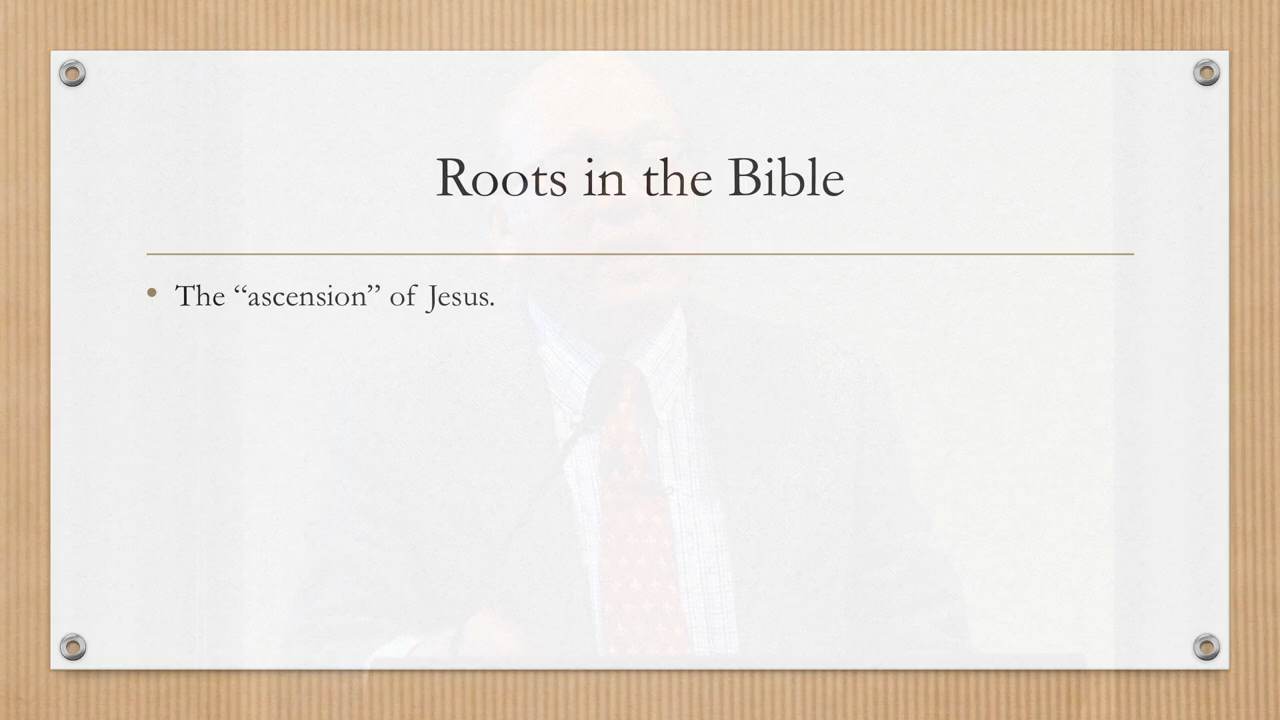 Roots in the Bible
• The “ascension” of Jesus.